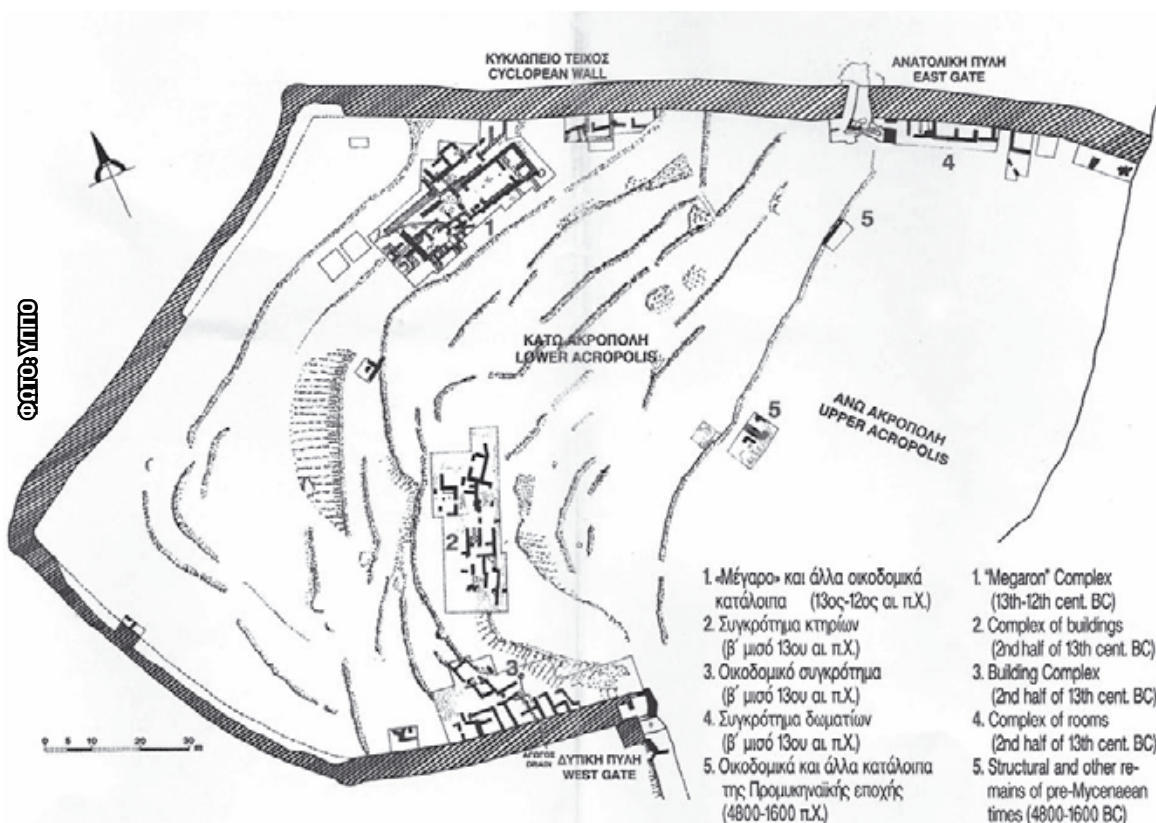 ΚΥΚΛΩΠΕΙΟ ΤΕΙΧΟΣ
CYCLOPEAN WALL
ΑΝΑΤΟΛΙΚΗ ΠΥΛΗ
EAST GATE
4
1
5
ΦΩΤΟ: ΥΠΠΟ
ΚΑΤΩ ΑΚΡΟΠΟΛΗ
LOWER ACROPOLIS
ΑΝΩ ΑΚΡΟΠΟΛΗ
UPPER ACROPOLIS
5
2
3
0 5 10 20 30 m
ΑΓΩΓΟΣ
DRAIN
ΔΥΤΙΚΗ ΠΥΛΗ
WEST GATE
1. «Μέγαρο» και άλλα οικοδομικά
κατάλοιπα (13ος-12ος αι. π.Χ.)
2. Συγκρότημα κτηρίων
(β΄ μισό 13ου αι. π.Χ.)
3. Οικοδομικό συγκρότημα
(β΄ μισό 13ου αι. π.Χ.)
4. Συγκρότημα δωματίων
(β΄ μισό 13ου αι. π.Χ.)
5. Οικοδομικά και άλλα κατάλοιπα
της Προμυκηναϊκής εποχής
(4800-1600 π.Χ.)
1. "Megaron" Complex
(13th-12th cent. BC)
2. Complex of buildings
(2nd half of 13th cent. BC)
3. Building Complex
(2nd half of 13th cent. BC)
4. Complex of rooms
(2nd half of 13th cent. BC)
5. Structural and other re-
mains of pre-Mycenaean
times (4800-1600 BC)